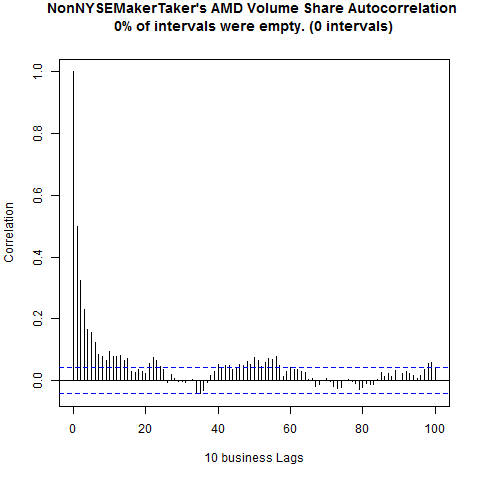 NonNYSEMakerTaker's AMD Volume Share Autocorrelation
0% of intervals were empty. (0 intervals)
1.0
0.8
0.6
0.4
0.2
0.0
Correlation
0 20 40 60 80 100
10 business Lags